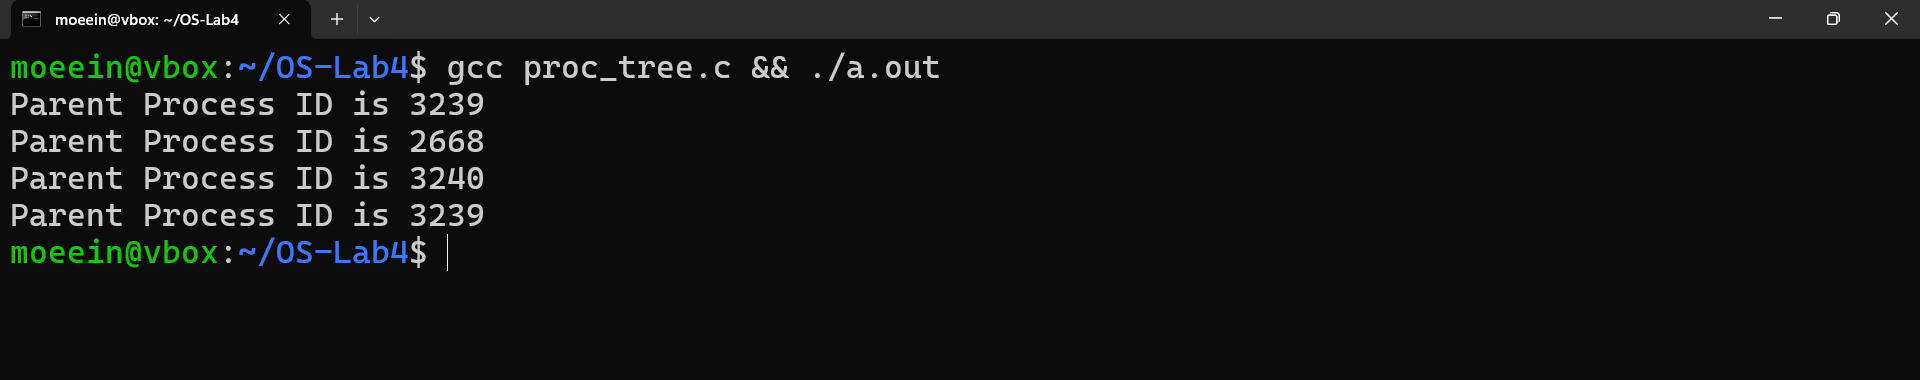 moeein@vbox: ~/OS-Lab4
moeein@vbox:~/OS-Lab4$ gcc proc_tree.c && ./a.out
Parent Process ID is 3239
Parent Process ID is 2668
Parent Process ID is 3240
Parent Process ID is 3239
moeein@vbox:~/OS-Lab4$